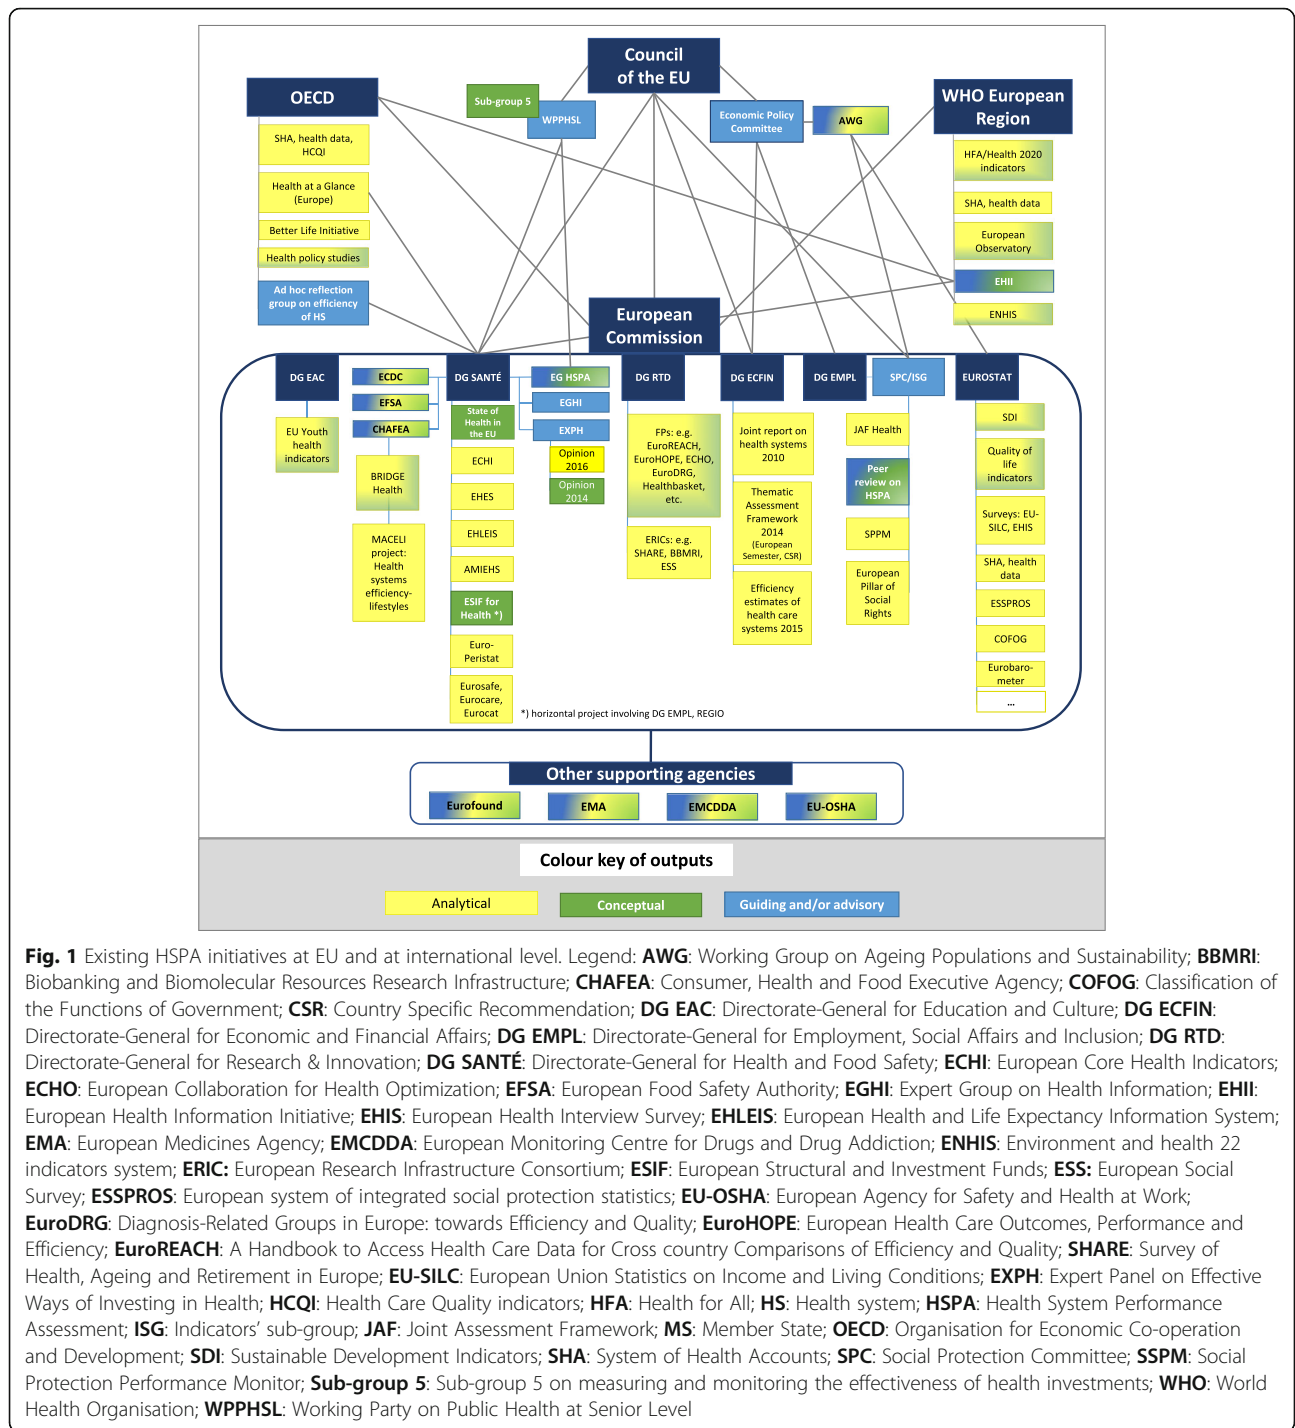 Council
of the EU
OECD
Sub-group 5
WPPHSL
Economic Policy
Committee
AWG
WHO European
Region
SHA, health data,
HCQI
Health at a Glance
(Europe)
Better Life Initiative
Health policy studies
Ad hoc reflection
group on efficiency
of HS
HFA/Health 2020
indicators
SHA, health data
European
Observatory
EHII
ENHIS
European
Commission
DG EAC
EU Youth
health
indicators
ECDC
EFSA
CHAFEA
BRIDGE
Health
MACELI
project:
Health
systems
efficiency-
lifestyles
DG SANTÉ
State of
Health in
the EU
ECHI
EHES
EHLEIS
AMIEHS
ESIF for
Health *)
Euro-
Peristat
Eurosafe,
Eurocare,
Eurocat
EG HSPA
EGHI
EXPH
Opinion
2016
Opinion
2014
DG RTD
FPs: e.g.
EuroREACH,
EuroHOPE, ECHO,
EuroDRG,
Healthbasket,
etc.
ERICs: e.g.
SHARE, BBMRI,
ESS
DG ECFIN
Joint report on
health systems
2010
Thematic
Assessment
Framework
2014
(European
Semester, CSR)
Efficiency
estimates of
health care
systems 2015
DG EMPL
SPC/ISG
JAF Health
Peer
review on
HSPA
SPPM
European
Pillar of
Social
Rights
EUROSTAT
SDI
Quality of
life
indicators
Surveys: EU-
SILC, EHIS
SHA, health
data
ESSPROS
COFOG
Eurobaro-
meter
...
*) horizontal project involving DG EMPL, REGIO
Other supporting agencies
Eurofound
EMA
EMCDDA
EU-OSHA
Colour key of outputs
Analytical
Conceptual
Guiding and/or advisory
Fig. 1 Existing HSPA initiatives at EU and at international level. Legend: AWG: Working Group on Ageing Populations and Sustainability; BBMRI:
Biobanking and Biomolecular Resources Research Infrastructure; CHAFEA: Consumer, Health and Food Executive Agency; COFOG: Classification of
the Functions of Government; CSR: Country Specific Recommendation; DG EAC: Directorate-General for Education and Culture; DG ECFIN:
Directorate-General for Economic and Financial Affairs; DG EMPL: Directorate-General for Employment, Social Affairs and Inclusion; DG RTD:
Directorate-General for Research & Innovation; DG SANTÉ: Directorate-General for Health and Food Safety; ECHI: European Core Health Indicators;
ECHO: European Collaboration for Health Optimization; EFSA: European Food Safety Authority; EGHI: Expert Group on Health Information; EHII:
European Health Information Initiative; EHIS: European Health Interview Survey; EHLEIS: European Health and Life Expectancy Information System;
EMA: European Medicines Agency; EMCDDA: European Monitoring Centre for Drugs and Drug Addiction; ENHIS: Environment and health 22
indicators system; ERIC: European Research Infrastructure Consortium; ESIF: European Structural and Investment Funds; ESS: European Social
Survey; ESSPROS: European system of integrated social protection statistics; EU-OSHA: European Agency for Safety and Health at Work;
EuroDRG: Diagnosis-Related Groups in Europe: towards Efficiency and Quality; EuroHOPE: European Health Care Outcomes, Performance and
Efficiency; EuroREACH: A Handbook to Access Health Care Data for Cross country Comparisons of Efficiency and Quality; SHARE: Survey of
Health, Ageing and Retirement in Europe; EU-SILC: European Union Statistics on Income and Living Conditions; EXPH: Expert Panel on Effective
Ways of Investing in Health; HCQI: Health Care Quality indicators; HFA: Health for All; HS: Health system; HSPA: Health System Performance
Assessment; ISG: Indicators' sub-group; JAF: Joint Assessment Framework; MS: Member State; OECD: Organisation for Economic Co-operation
and Development; SDI: Sustainable Development Indicators; SHA: System of Health Accounts; SPC: Social Protection Committee; SSPM: Social
Protection Performance Monitor; Sub-group 5: Sub-group 5 on measuring and monitoring the effectiveness of health investments; WHO: World
Health Organisation; WPPHSL: Working Party on Public Health at Senior Level